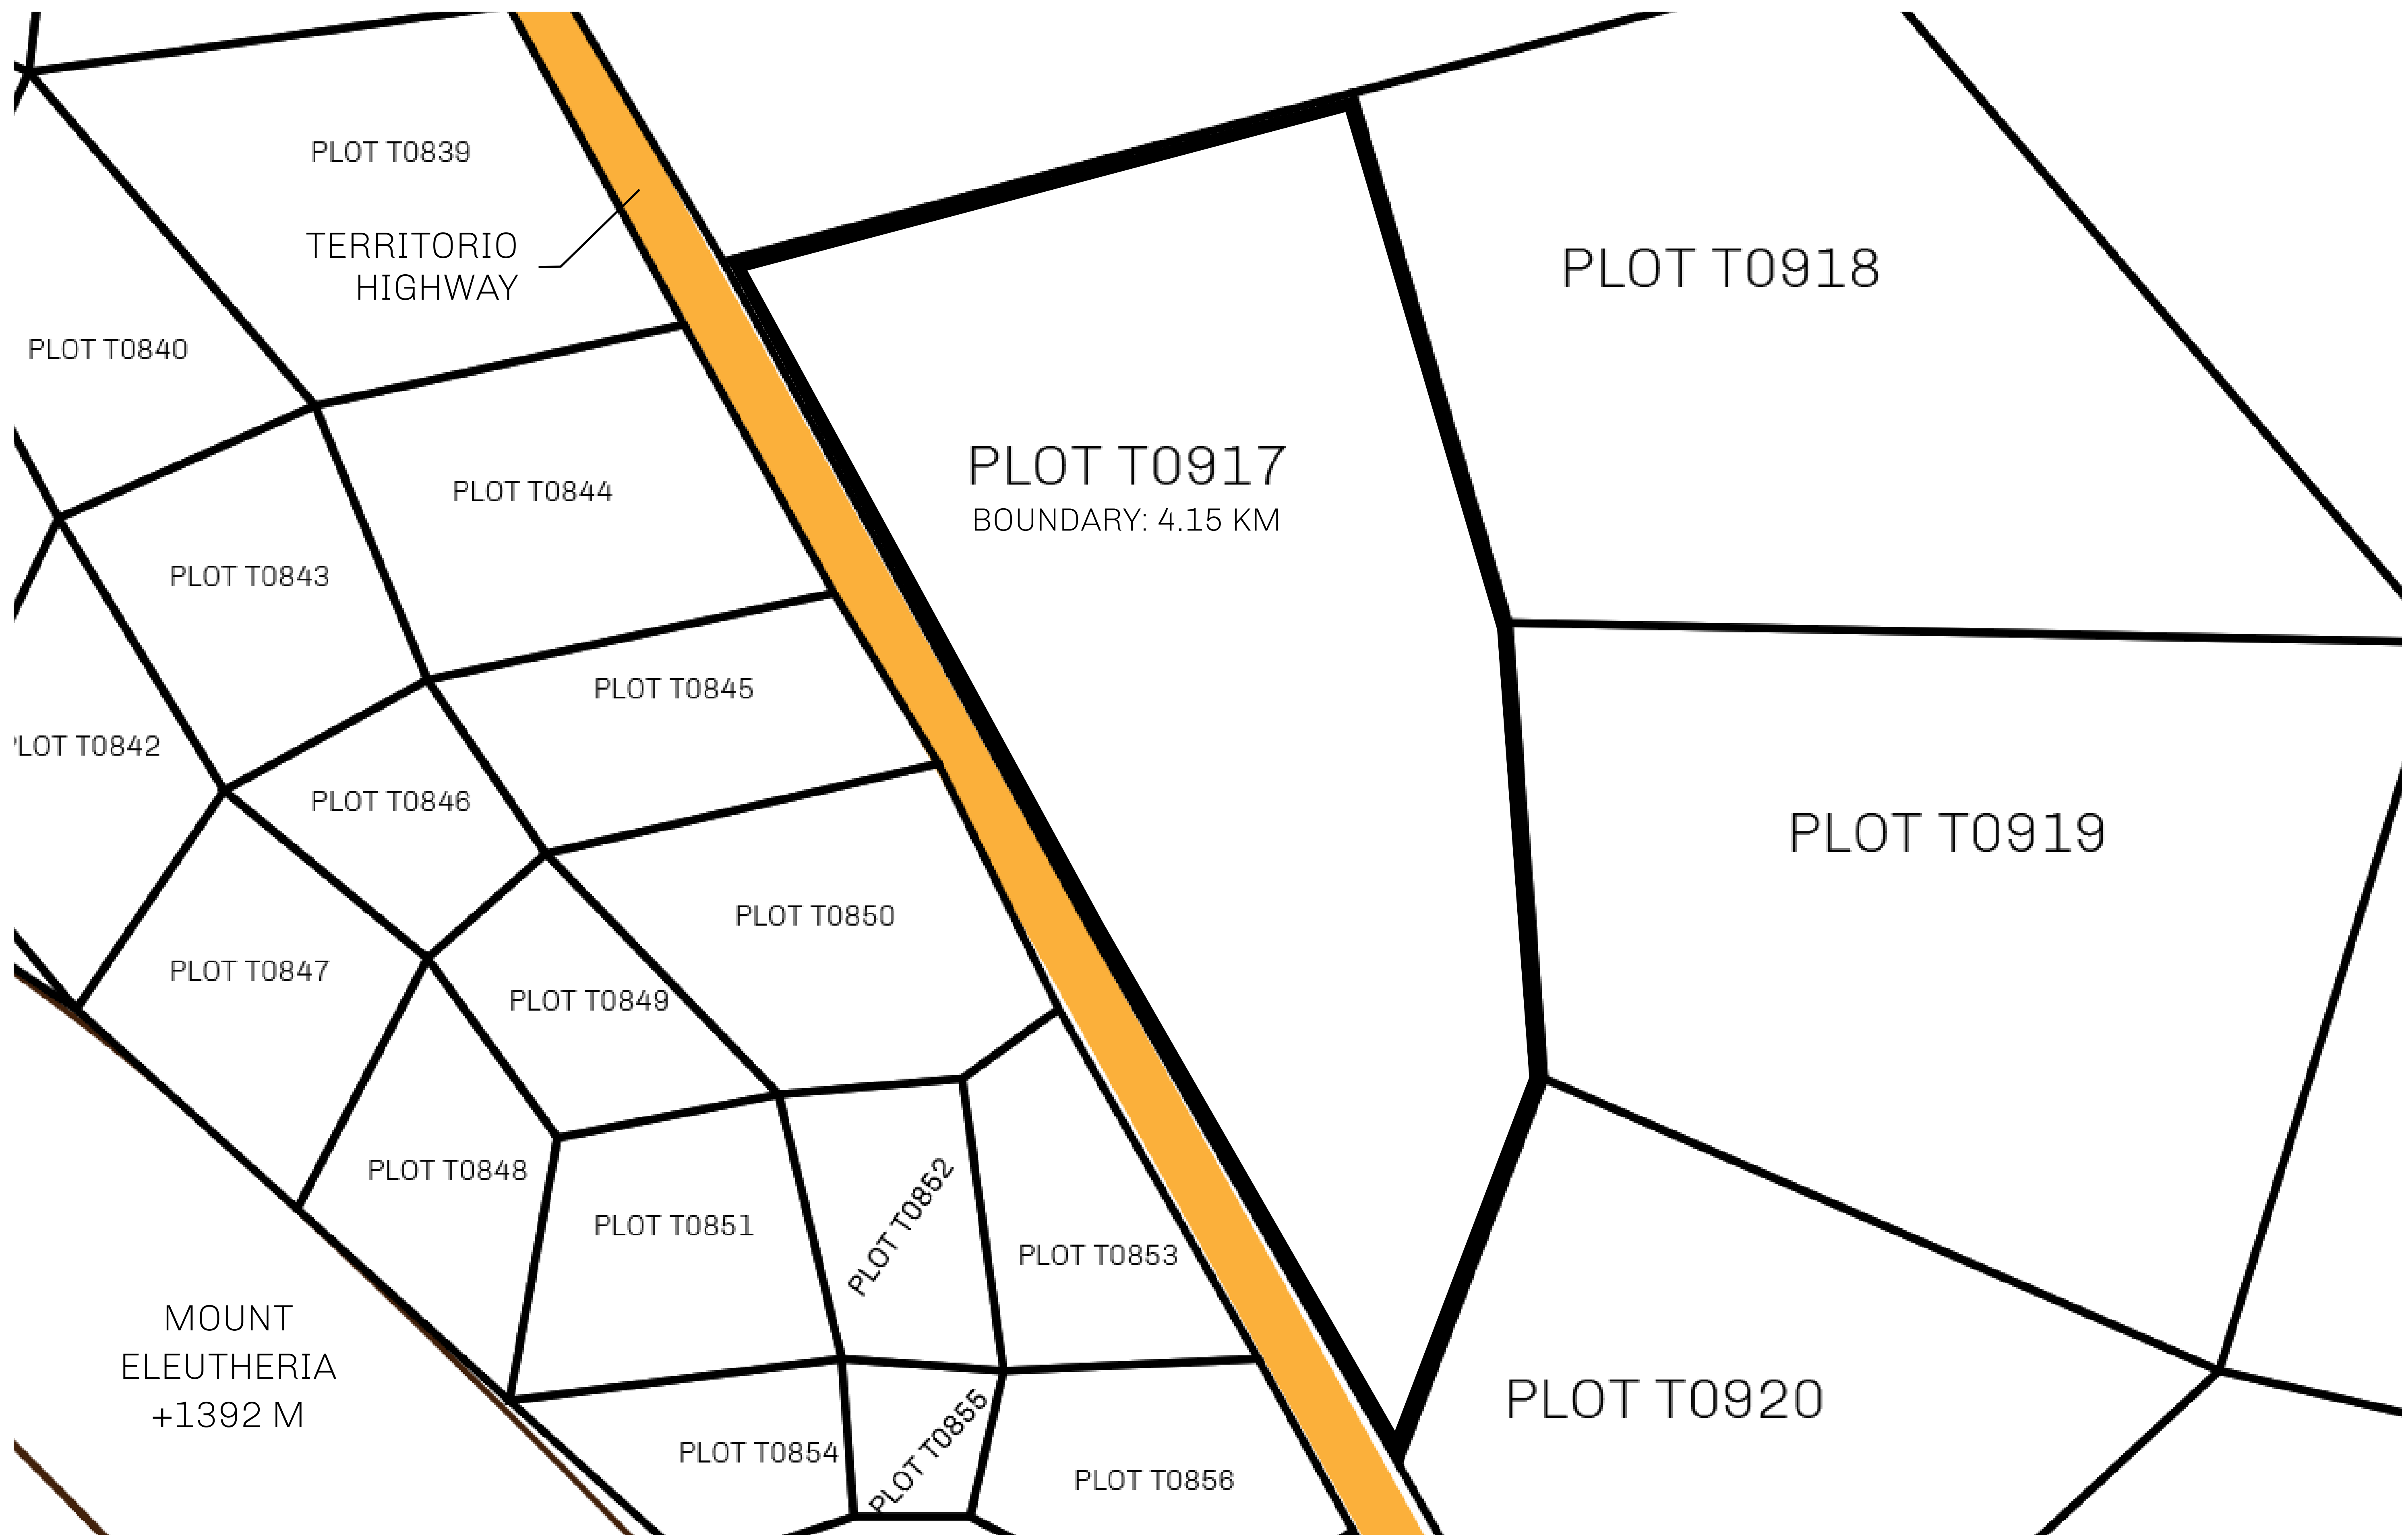 PLOT T0839
TERRITORIO
HIGHWAY
PLOT T0840
PLOT T0844
PLOT T0843
PLOT T0845
PLOT T0842
PLOT T0846
PLOT T0850
PLOT T0847
PLOT T0849
PLOT T0848
PLOT T0851
PLOT T0852
PLOT T0853
MOUNT
ELEUTHERIA
+1392 M
PLOT T0854
PLOT T0855
PLOT T0856
PLOT T0918
PLOT T0917
BOUNDARY: 4.15 KM
PLOT T0919
PLOT T0920